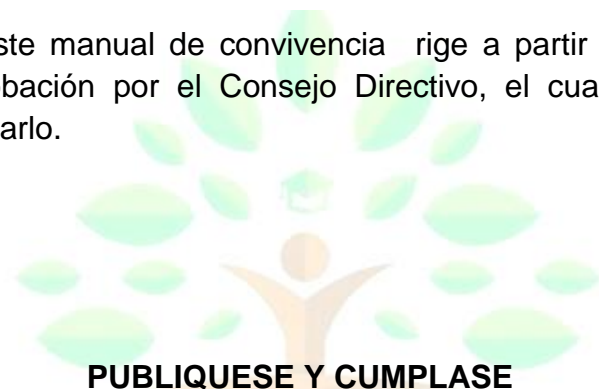 ste manual de convivencia rige a partir
bación por el Consejo Directivo, el cua
arlo.
PUBLIQUESE Y CUMPLASE